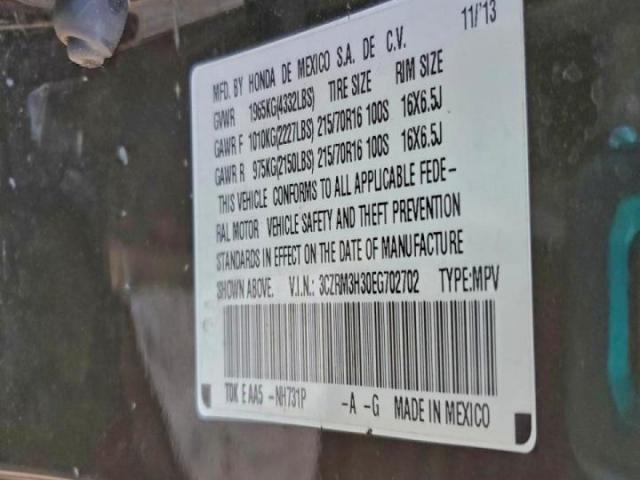 MFD. BY HONDA DE MEXICO S.A. DE C.V. 11/'13
GVWR 1965KG(4332LBS) TIRE SIZE RIM SIZE
GAWR F 1010KG(2227LBS) 215/70R16 100S 16X6.5J
GAWR R 975KG(2150LBS) 215/70R16 100S 16X6.5J
THIS VEHICLE CONFORMS TO ALL APPLICABLE FEDE-
RAL MOTOR VEHICLE SAFETY AND THEFT PREVENTION
STANDARDS IN EFFECT ON THE DATE OF MANUFACTURE
SHOWN ABOVE. V.I.N.: 3CZRM3H30EG702702 TYPE:MPV
TOK E AA5 -NH731P -A -G MADE IN MEXICO